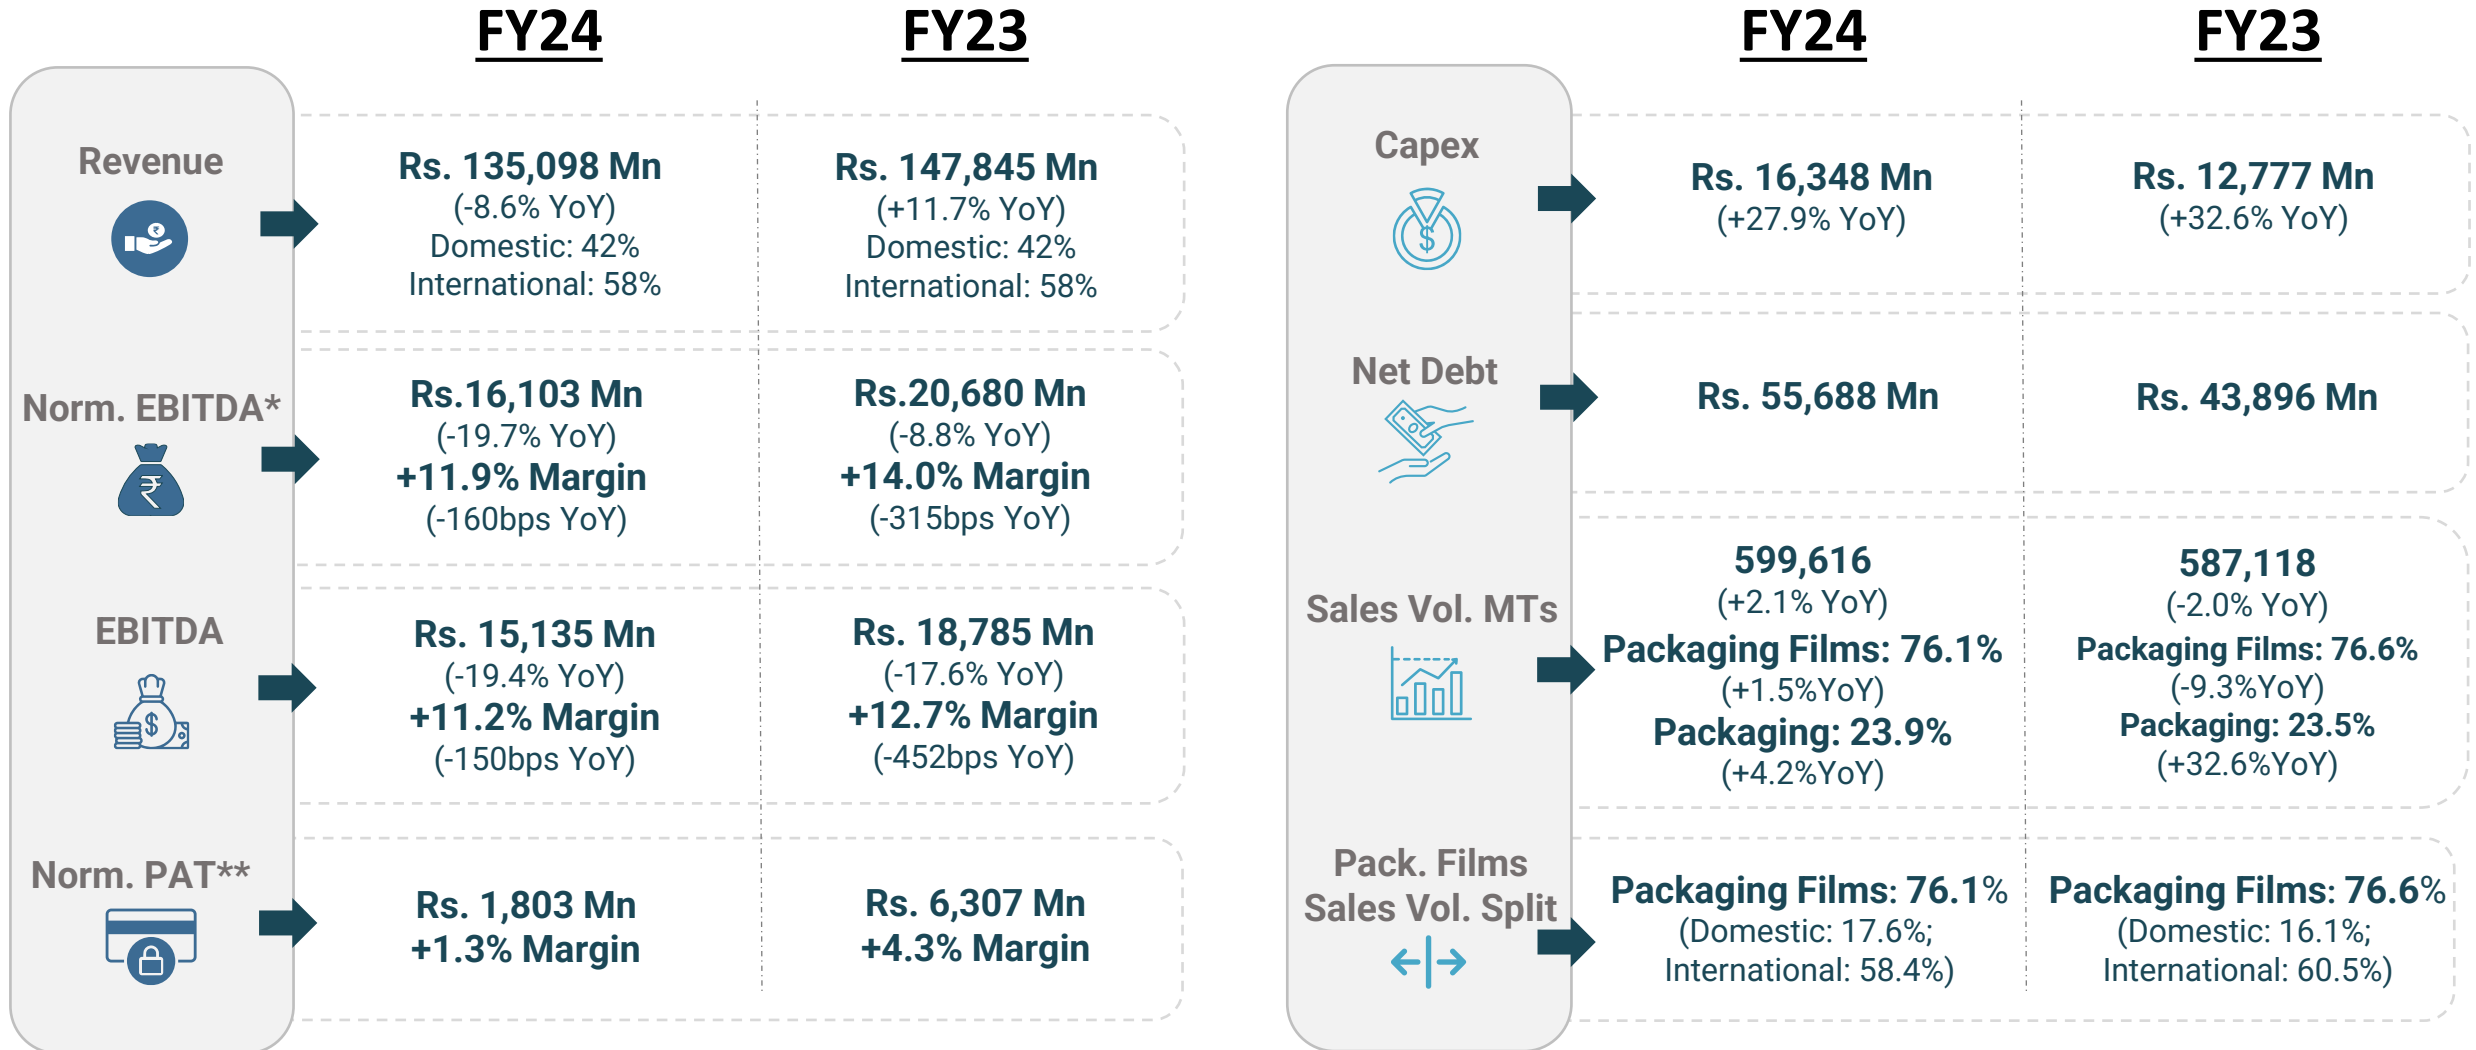 FY24
FY23
Revenue
Rs. 135,098 Mn
(-8.6% YoY)
Domestic: 42%
International: 58%
Rs. 147,845 Mn
(+11.7% YoY)
Domestic: 42%
International: 58%
Norm. EBITDA*
Rs.16,103 Mn
(-19.7% YoY)
+11.9% Margin
(-160bps YoY)
Rs.20,680 Mn
(-8.8% YoY)
+14.0% Margin
(-315bps YoY)
EBITDA
Rs. 15,135 Mn
(-19.4% YoY)
+11.2% Margin
(-150bps YoY)
Rs. 18,785 Mn
(-17.6% YoY)
+12.7% Margin
(-452bps YoY)
Norm. PAT**
Rs. 1,803 Mn
+1.3% Margin
Rs. 6,307 Mn
+4.3% Margin
FY24
FY23
Capex
Rs. 16,348 Mn
(+27.9% YoY)
Rs. 12,777 Mn
(+32.6% YoY)
Net Debt
Rs. 55,688 Mn
Rs. 43,896 Mn
Sales Vol. MTs
599,616
(+2.1% YoY)
Packaging Films: 76.1%
(+1.5%YoY)
Packaging: 23.9%
(+4.2%YoY)
587,118
(-2.0% YoY)
Packaging Films: 76.6%
(-9.3%YoY)
Packaging: 23.5%
(+32.6%YoY)
Pack. Films
Sales Vol. Split
Packaging Films: 76.1%
(Domestic: 17.6%;
International: 58.4%)
Packaging Films: 76.6%
(Domestic: 16.1%;
International: 60.5%)